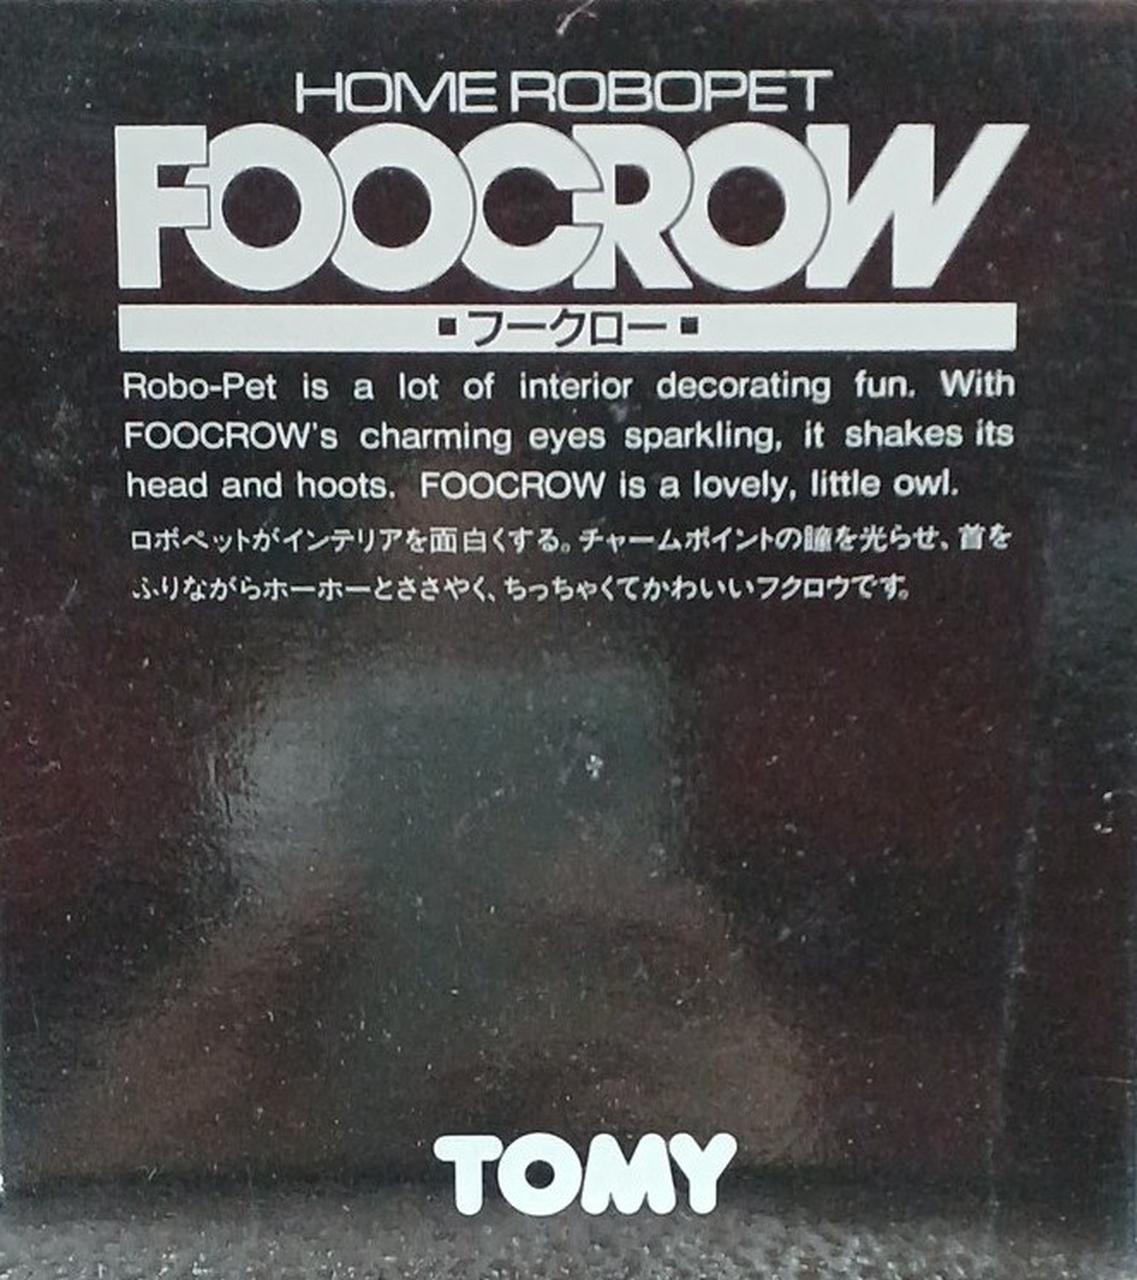 HOME ROBOPET
FOOCROW
▪フークロー▪
Robo-Pet is a lot of interior decorating fun. With
FOOCROW's charming eyes sparkling, it shakes its
head and hoots. FOOCROW is a lovely, little owl.
ロボペットがインテリアを面白くする。チャームポイントの瞳を光らせ、首を
ふりながらホーホーとささやく、ちっちゃくてかわいいフクロウです。
TOMY